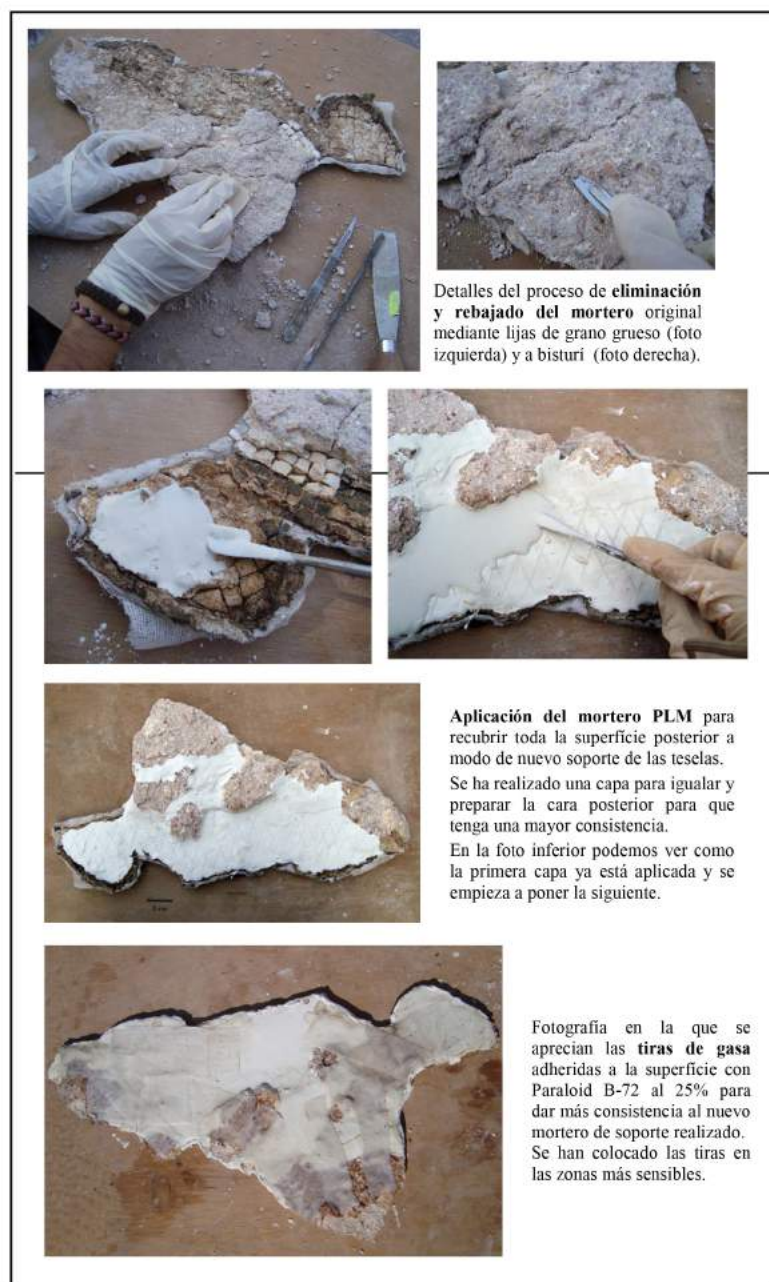 Detalles del proceso de eliminación
y rebajado del mortero original
mediante lijas de grano grueso (foto
izquierda) y a bisturí (foto derecha).
Aplicación del mortero PLM para
recubrir toda la superfície posterior a
modo de nuevo soporte de las teselas.
Se ha realizado una capa para igualar y
preparar la cara posterior para que
tenga una mayor consistencia.
En la foto inferior podemos ver como
la primera capa ya está aplicada y se
empieza a poner la siguiente.
Fotografía en la que se
aprecian las tiras de gasa
adheridas a la superfície con
Paraloid B-72 al 25% para
dar más consistencia al nuevo
mortero de soporte realizado.
Se han colocado las tiras en
las zonas más sensibles.